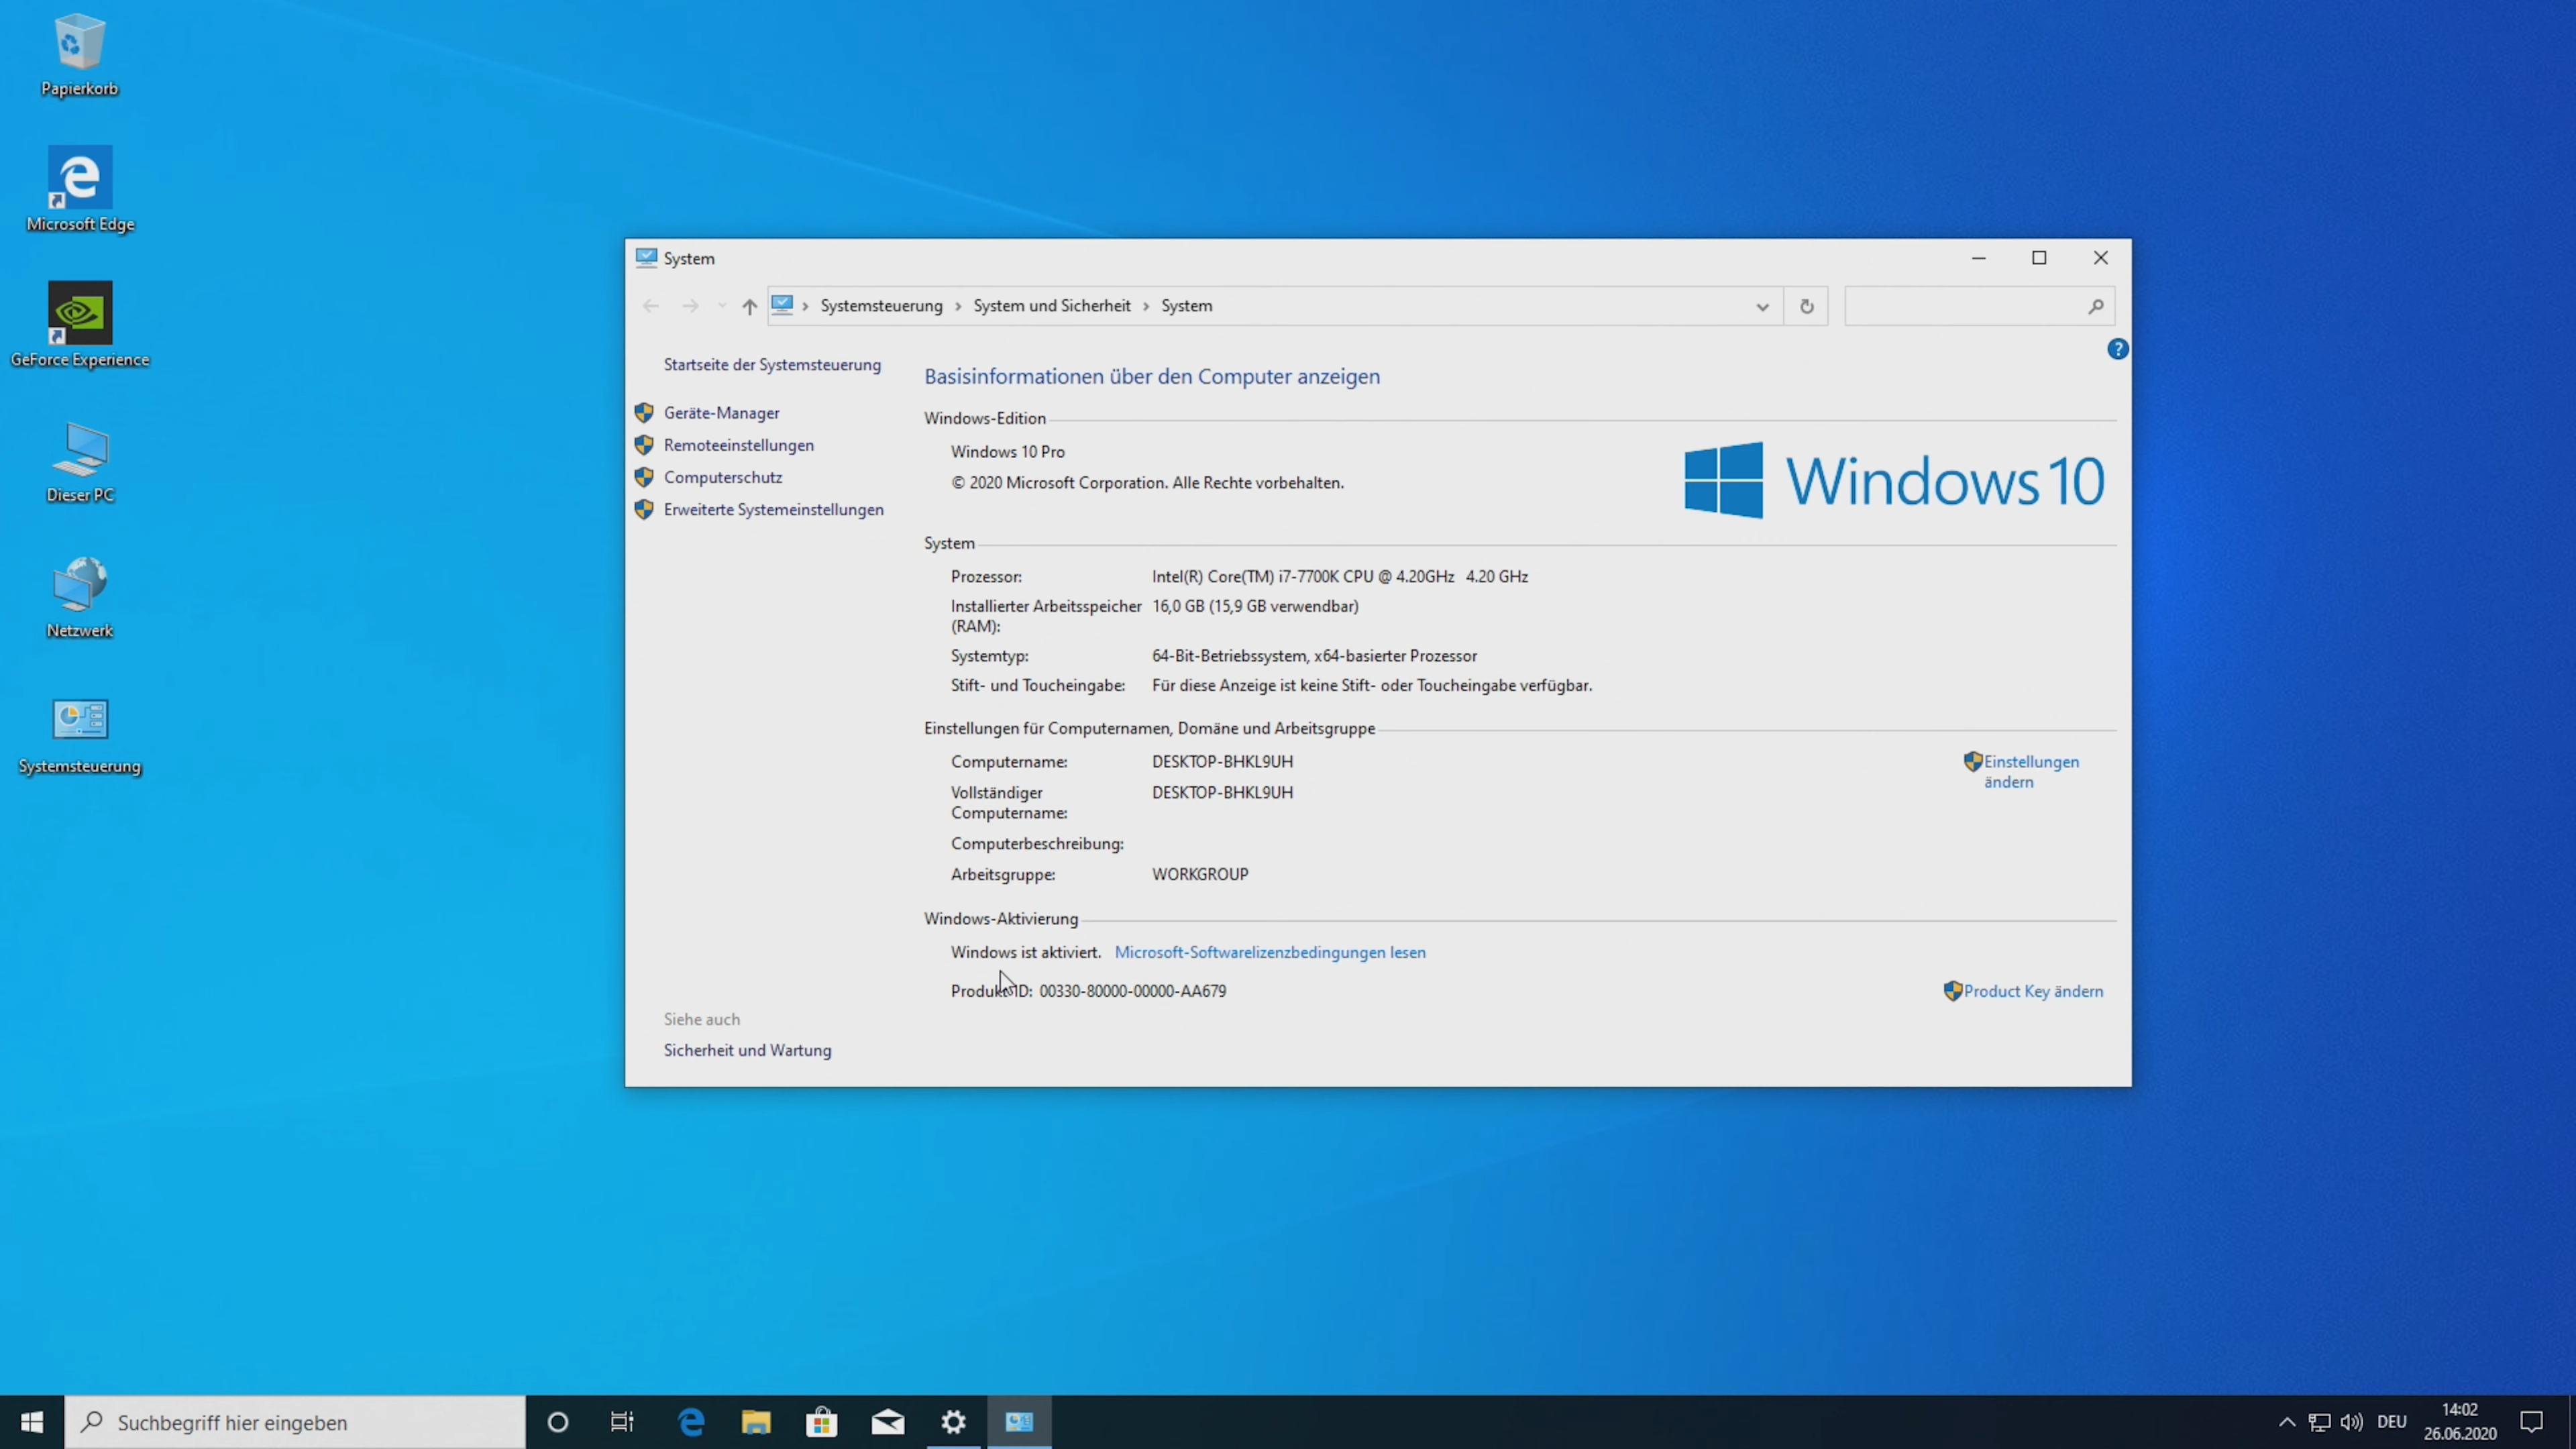 Papierkorb
Microsoft Edge
GeForce Experience
Dieser PC
Netzwerk
Systemsteuerung
System
Systemsteuerung › System und Sicherheit › System
Startseite der Systemsteuerung
Geräte-Manager
Remoteeinstellungen
Computerschutz
Erweiterte Systemeinstellungen
Siehe auch
Sicherheit und Wartung
Basisinformationen über den Computer anzeigen
Windows-Edition
Windows 10 Pro
© 2020 Microsoft Corporation. Alle Rechte vorbehalten.
Windows 10
System
Prozessor: Intel(R) Core(TM) i7-7700K CPU @ 4.20GHz 4.20 GHz
Installierter Arbeitsspeicher 16,0 GB (15,9 GB verwendbar)
(RAM):
Systemtyp: 64-Bit-Betriebssystem, x64-basierter Prozessor
Stift- und Toucheingabe: Für diese Anzeige ist keine Stift- oder Toucheingabe verfügbar.
Einstellungen für Computernamen, Domäne und Arbeitsgruppe
Computername: DESKTOP-BHKL9UH
Einstellungen
ändern
Vollständiger DESKTOP-BHKL9UH
Computername:
Computerbeschreibung:
Arbeitsgruppe: WORKGROUP
Windows-Aktivierung
Windows ist aktiviert. Microsoft-Softwarelizenzbedingungen lesen
Produkt-ID: 00330-80000-00000-AA679
Product Key ändern
Suchbegriff hier eingeben
DEU
14:02
26.06.2020